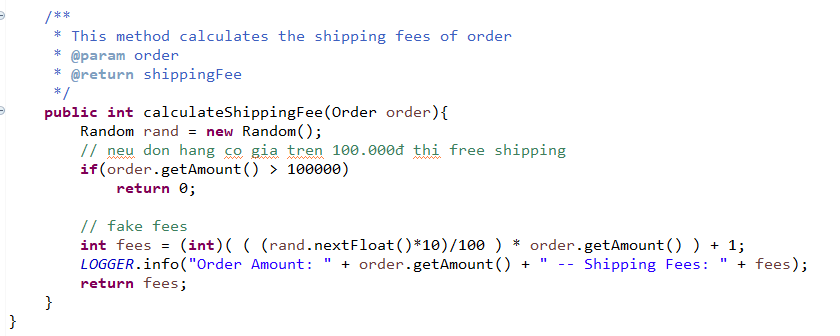 /**
 * This method calculates the shipping fees of order
 * @param order
 * @return shippingFee
 */
public int calculateShippingFee(Order order){
    Random rand = new Random();
    // neu don hang co gia tren 100.000đ thi free shipping
    if(order.getAmount() > 100000)
        return 0;

    // fake fees
    int fees = (int)( ( (rand.nextFloat()*10)/100 ) * order.getAmount() ) + 1;
    LOGGER.info("Order Amount: " + order.getAmount() + " -- Shipping Fees: " + fees);
    return fees;
}
}